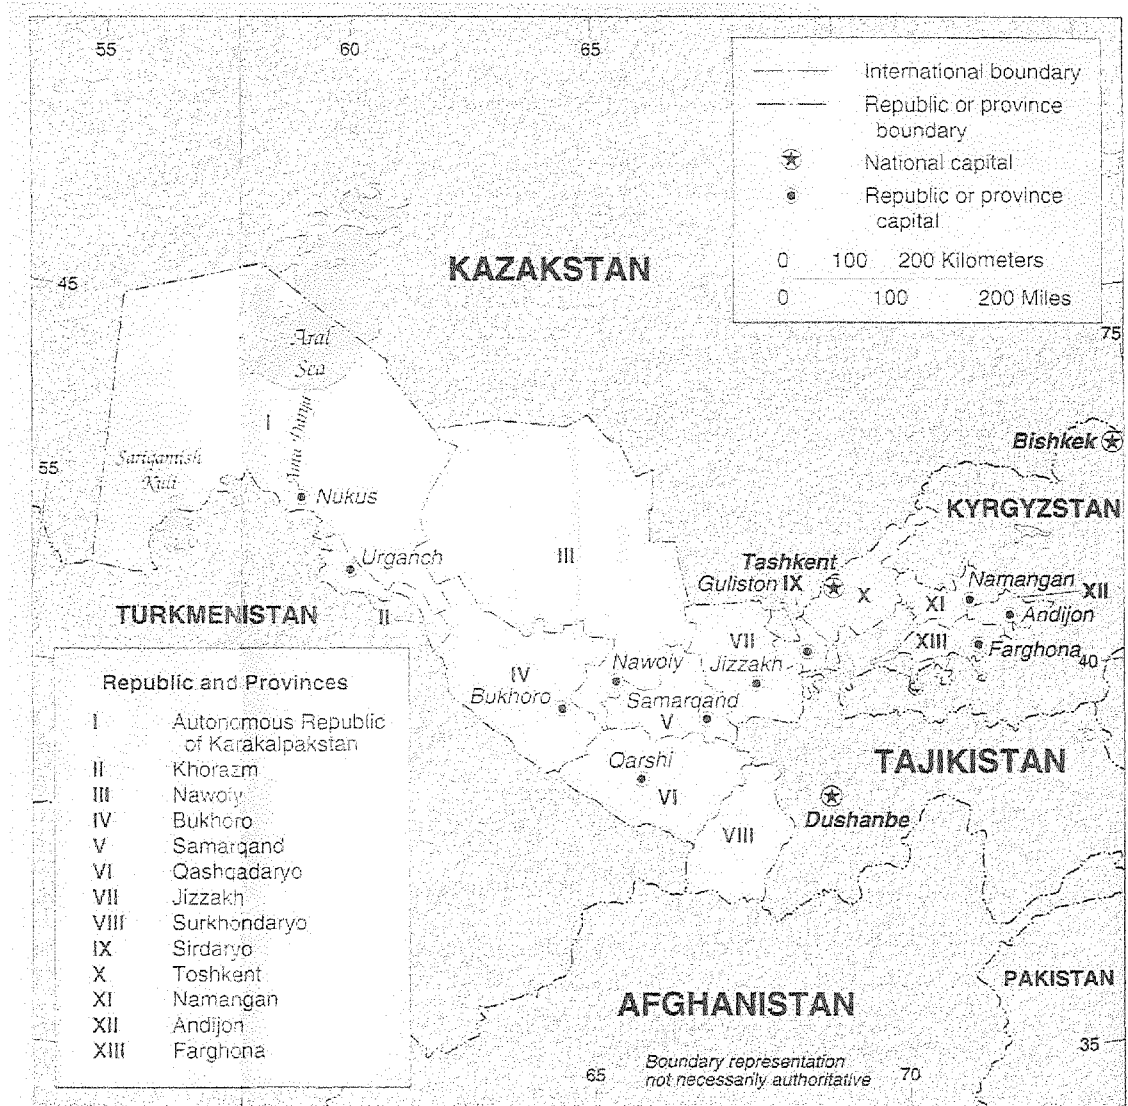 55
60
65
International boundary
Republic or province
boundary
National capital
Republic or province
capital
0 100 200 Kilometers
0 100 200 Miles
KAZAKSTAN
45
75
Aral
Sea
I
Amu Darya
Bishkek
55
Sarigamish
Kuli
Nukus
KYRGYZSTAN
Urganch
III
Tashkent
Guliston IX
X
Namangan
XI
XII
Andijon
TURKMENISTAN
II
VII
XIII
Farghona
40
IV
Nawoiy
Jizzakh
Bukhoro
Samarqand
V
Qarshi
VI
TAJIKISTAN
Dushanbe
VIII
Republic and Provinces
I Autonomous Republic
of Karakalpakstan
II Khorazm
III Nawoiy
IV Bukhoro
V Samarqand
VI Qashqadaryo
VII Jizzakh
VIII Surkhondaryo
IX Sirdaryo
X Toshkent
XI Namangan
XII Andijon
XIII Farghona
PAKISTAN
AFGHANISTAN
35
65
Boundary representation
not necessarily authoritative
70